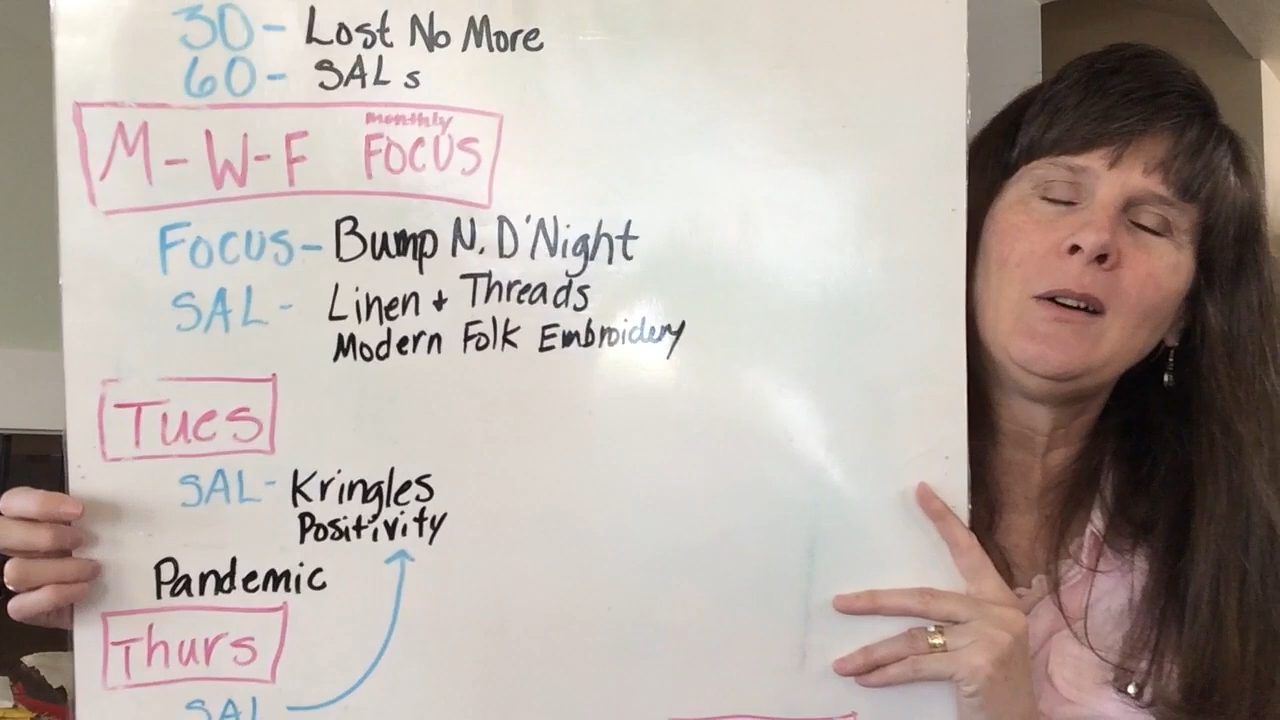 30- Lost No More
60- SALs
M-W-F monthly FOCUS
FOCUS- Bump N. D'Night
SAL- Linen + Threads
Modern Folk Embroidery
Tues
SAL- Kringles
Positivity
Pandemic
Thurs
SAL